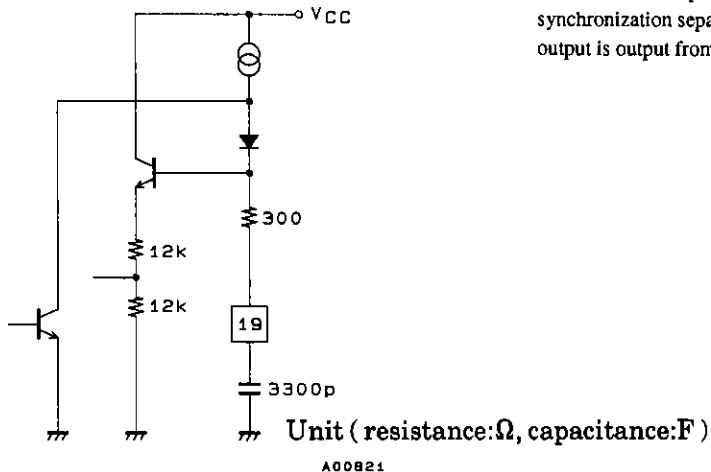 VCC
synchronization sepa
output is output from
300
12k
12k
19
3300p
Unit ( resistance:Ω, capacitance:F )
A00821